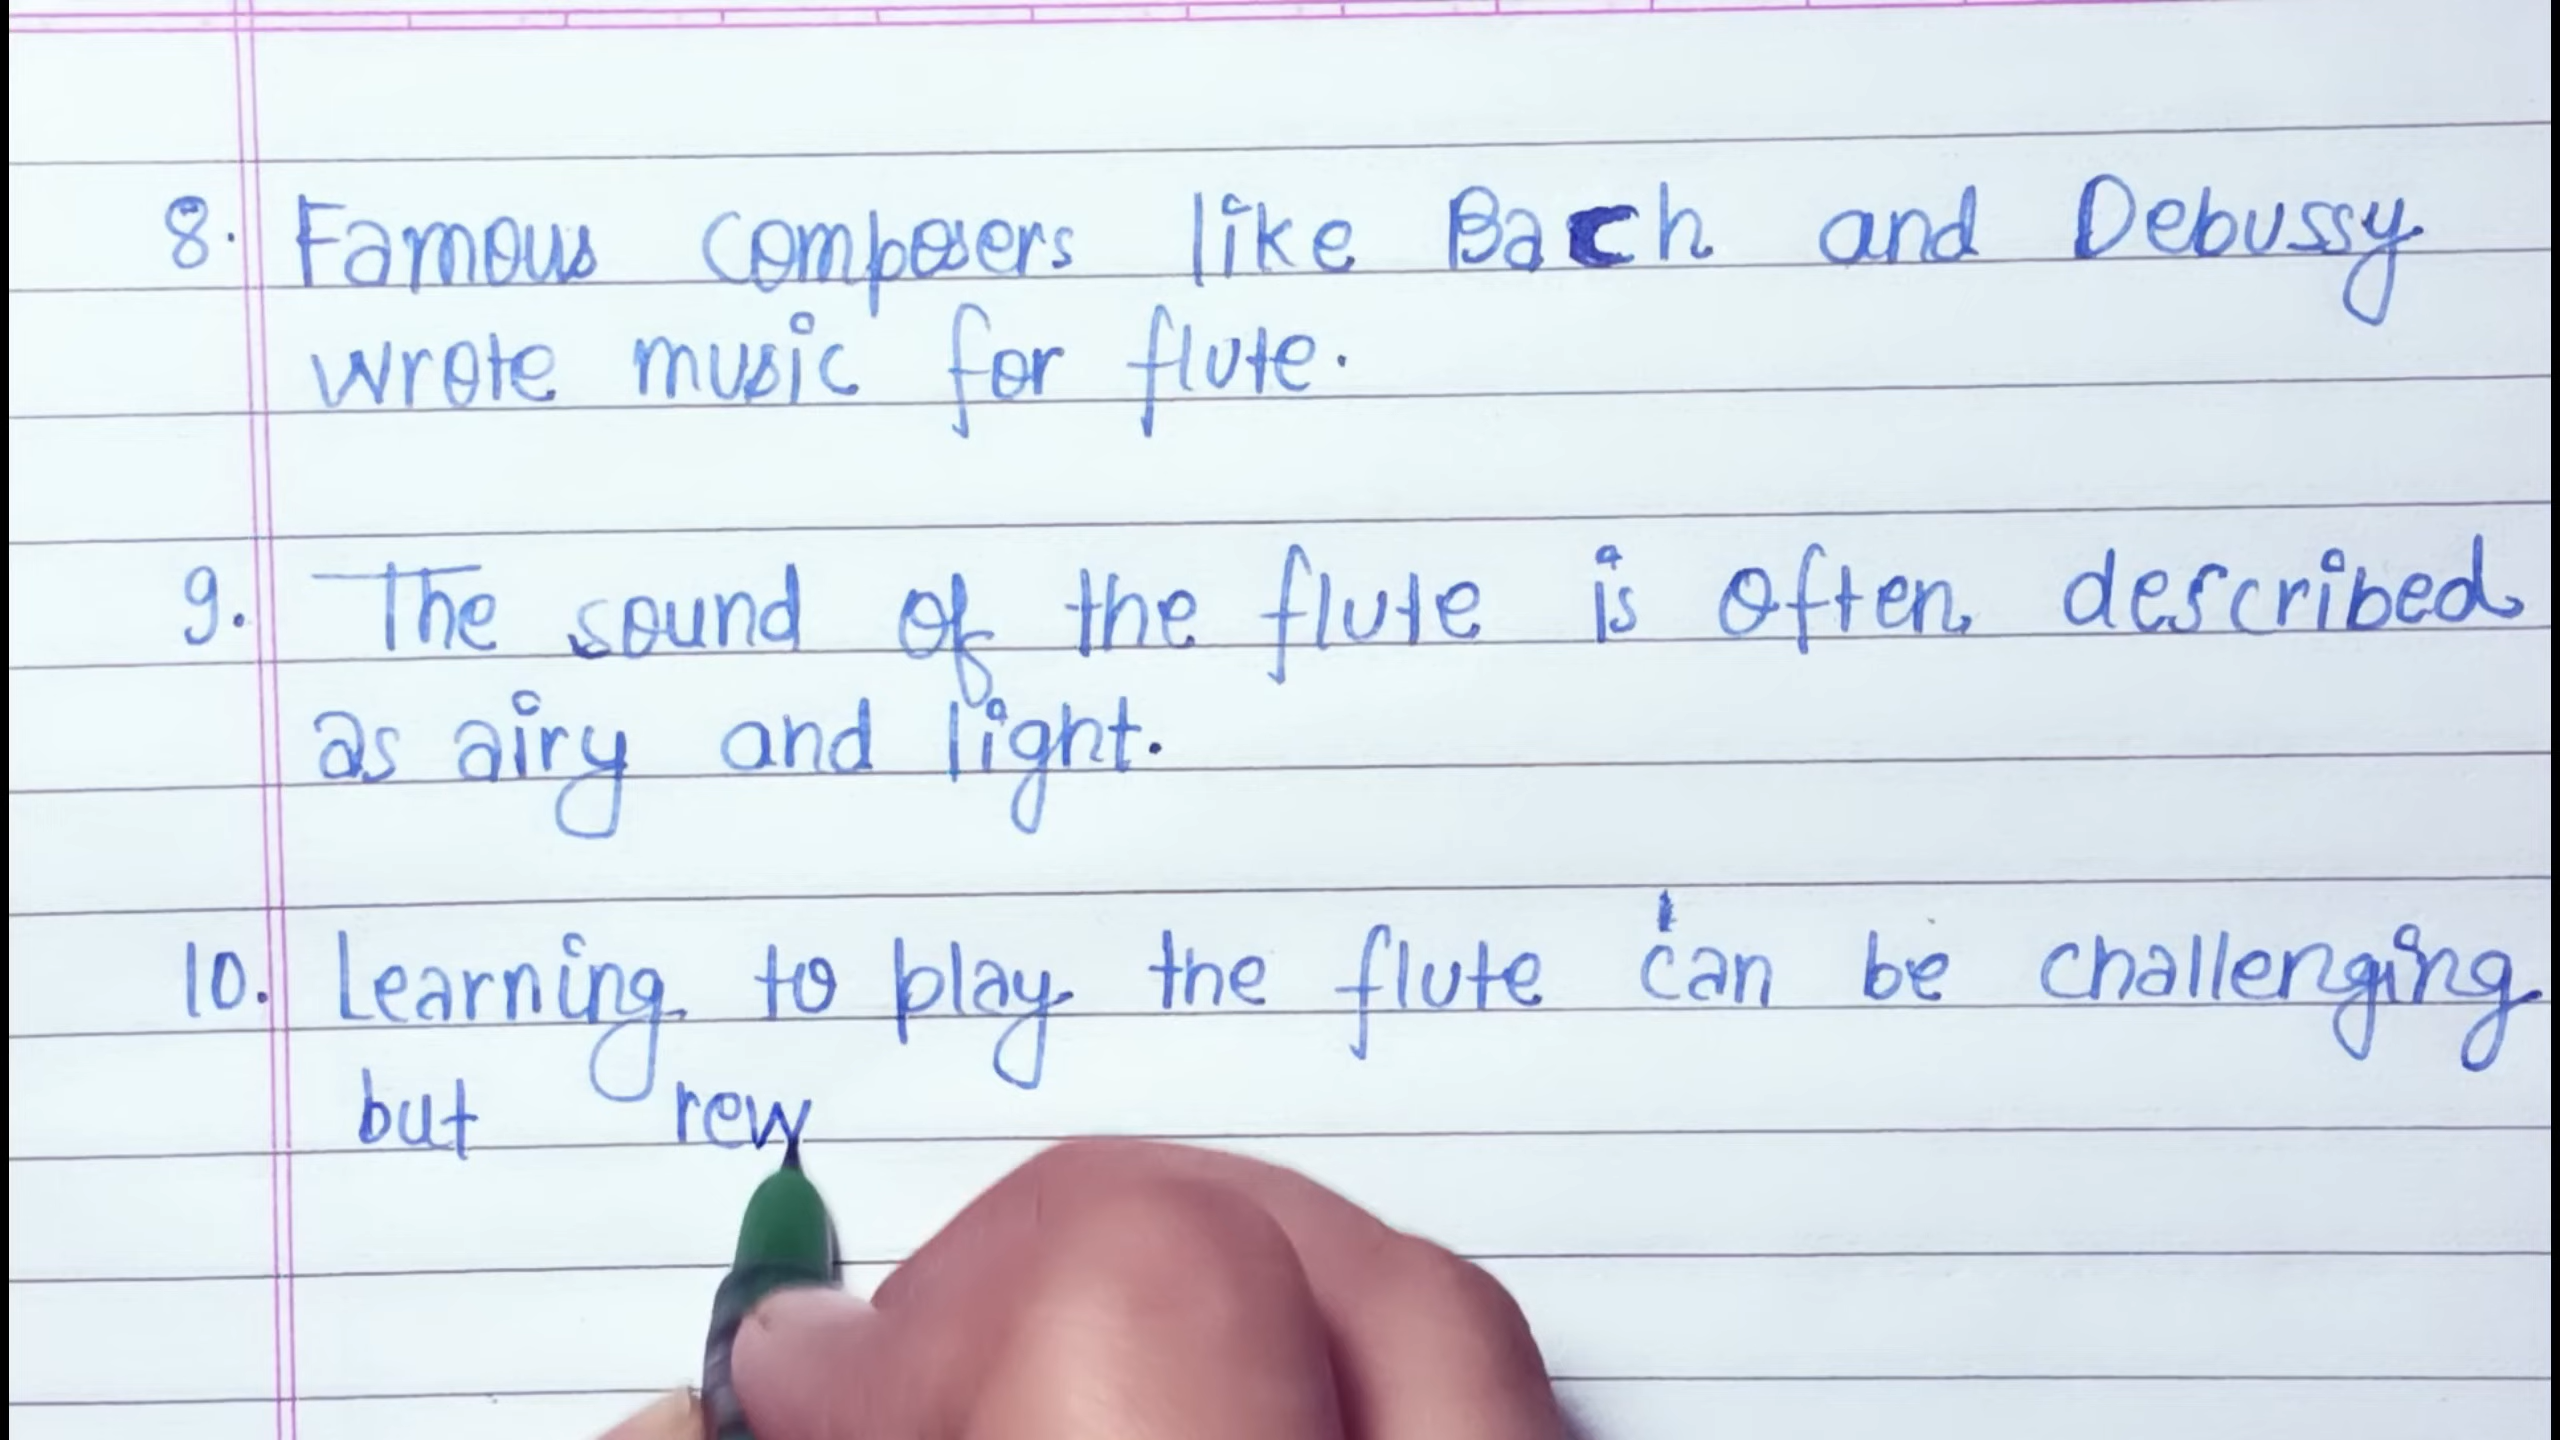 8. Famous composers like Bach and Debussy
wrote music for flute.
9. The sound of the flute is often described
as airy and light.
10. Learning to play the flute can be challenging
but rew